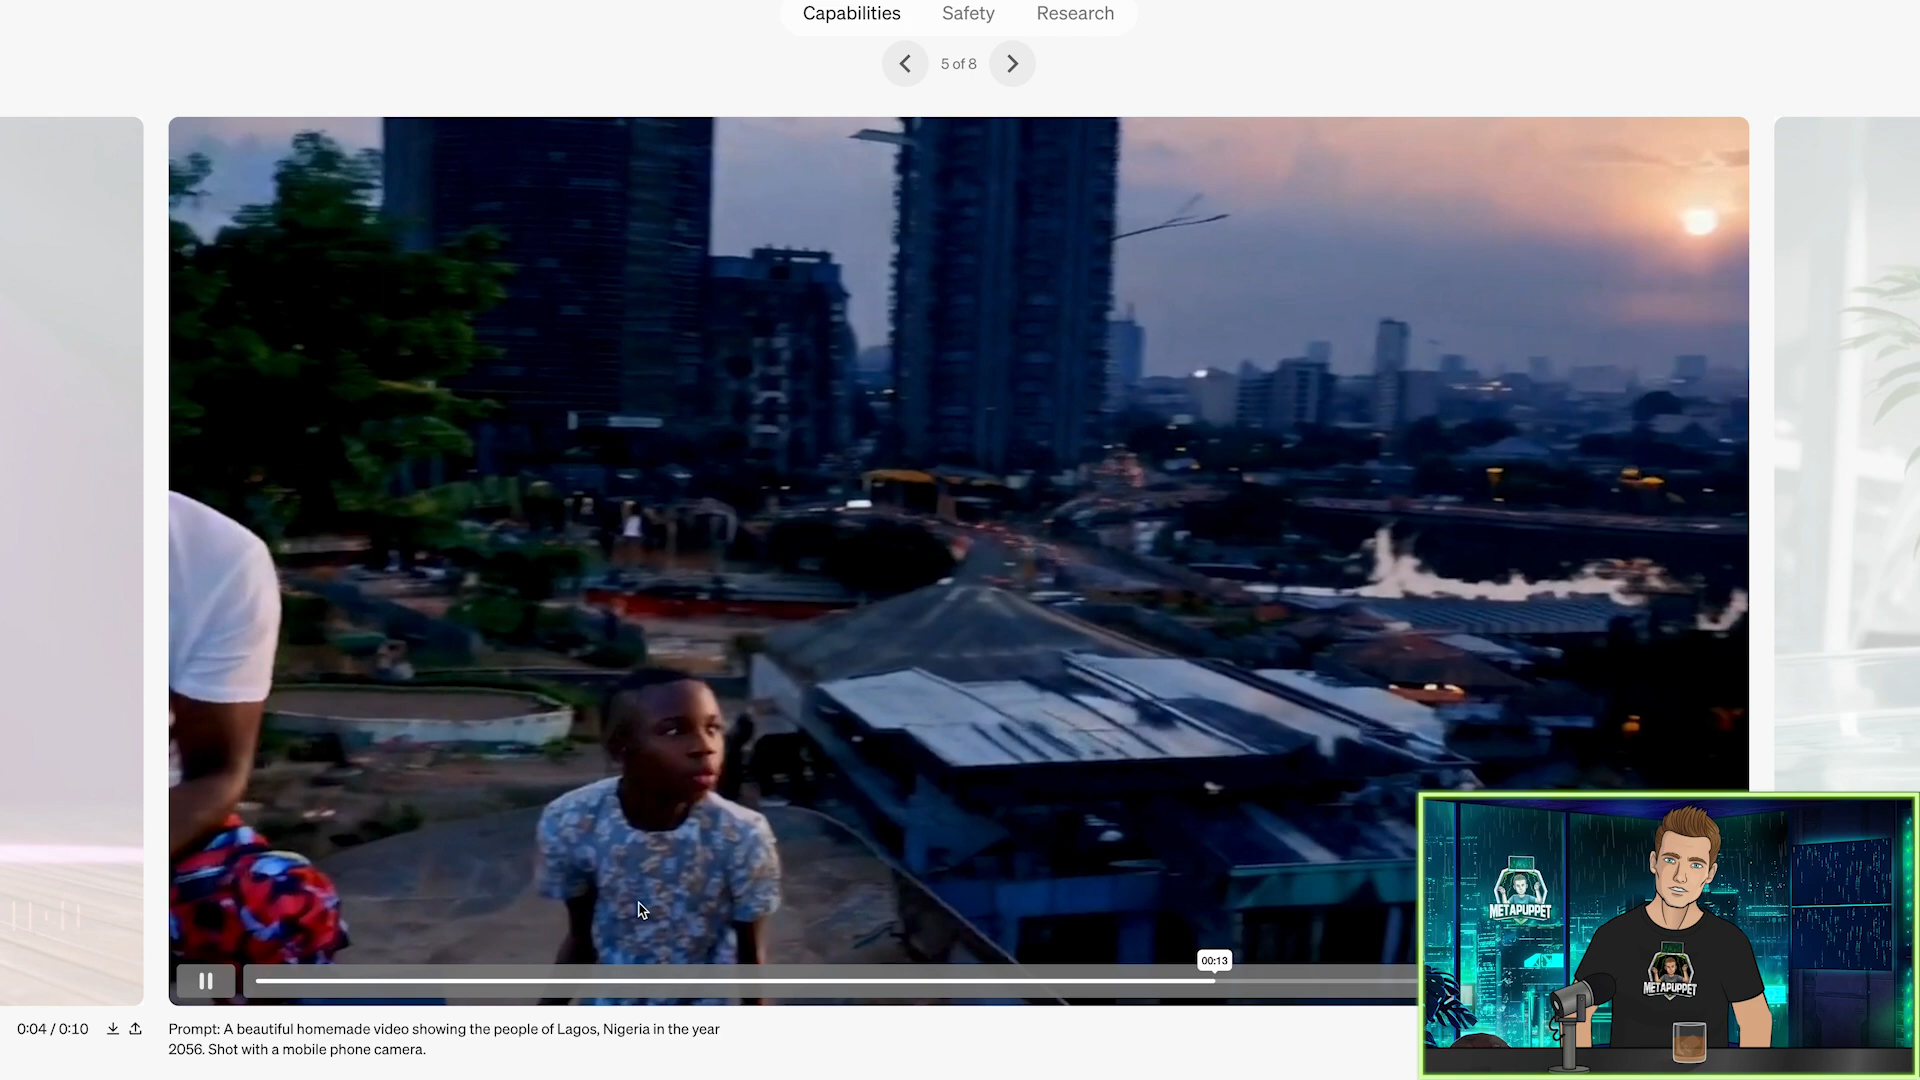 Capabilities Safety Research
5 of 8
00:13
0:04 / 0:10
Prompt: A beautiful homemade video showing the people of Lagos, Nigeria in the year
2056. Shot with a mobile phone camera.
METAPUPPET
METAPUPPET